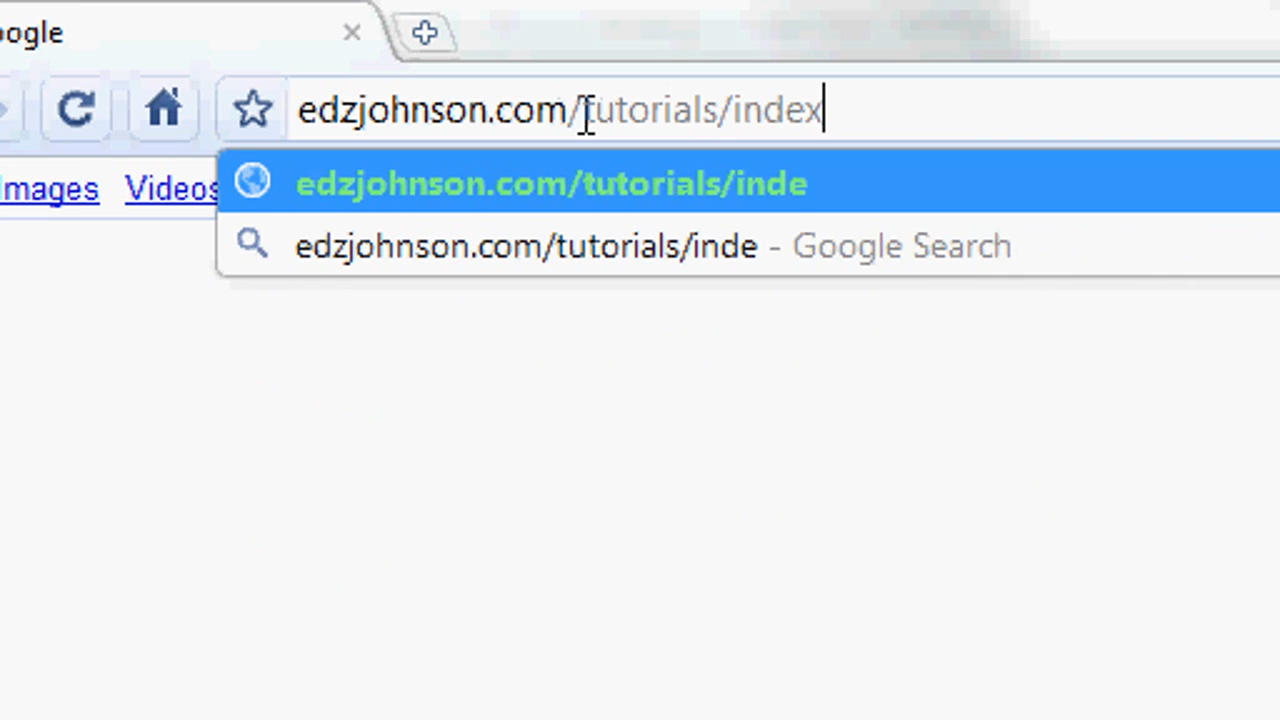 oogle
edzjohnson.com/tutorials/index
Images Videos
edzjohnson.com/tutorials/inde
edzjohnson.com/tutorials/inde - Google Search